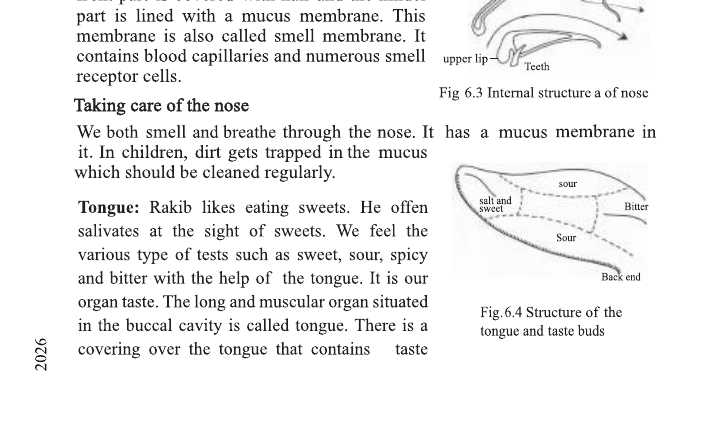 part is lined with a mucus membrane. This
membrane is also called smell membrane. It
contains blood capillaries and numerous smell
receptor cells.
upper lip
Teeth
Fig 6.3 Internal structure a of nose
Taking care of the nose
We both smell and breathe through the nose. It has a mucus membrane in
it. In children, dirt gets trapped in the mucus
which should be cleaned regularly.
Tongue: Rakib likes eating sweets. He offen
salivates at the sight of sweets. We feel the
various type of tests such as sweet, sour, spicy
and bitter with the help of the tongue. It is our
organ taste. The long and muscular organ situated
in the buccal cavity is called tongue. There is a
covering over the tongue that contains taste
sour
salt and
sweet
Bitter
Sour
Back end
Fig.6.4 Structure of the
tongue and taste buds
2026